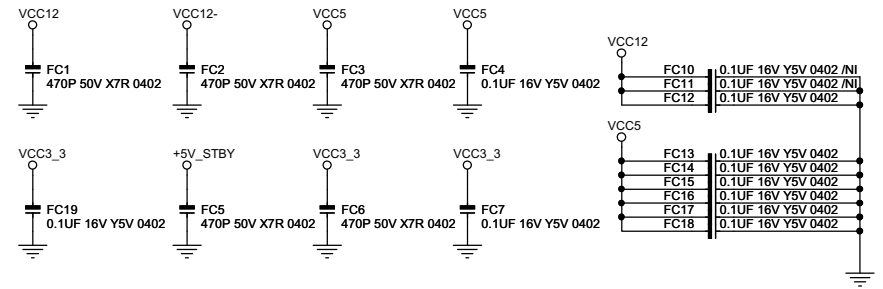 VCC12 VCC12- VCC5 VCC5
VCC12
FC1 FC2 FC3 FC4
470P 50V X7R 0402 470P 50V X7R 0402 470P 50V X7R 0402 0.1UF 16V Y5V 0402
FC10 0.1UF 16V Y5V 0402 /NI
FC11 0.1UF 16V Y5V 0402 /NI
FC12 0.1UF 16V Y5V 0402
VCC5
VCC3_3 +5V_STBY VCC3_3 VCC3_3
FC13 0.1UF 16V Y5V 0402
FC14 0.1UF 16V Y5V 0402
FC15 0.1UF 16V Y5V 0402
FC16 0.1UF 16V Y5V 0402
FC17 0.1UF 16V Y5V 0402
FC18 0.1UF 16V Y5V 0402
FC19 FC5 FC6 FC7
0.1UF 16V Y5V 0402 470P 50V X7R 0402 470P 50V X7R 0402 0.1UF 16V Y5V 0402